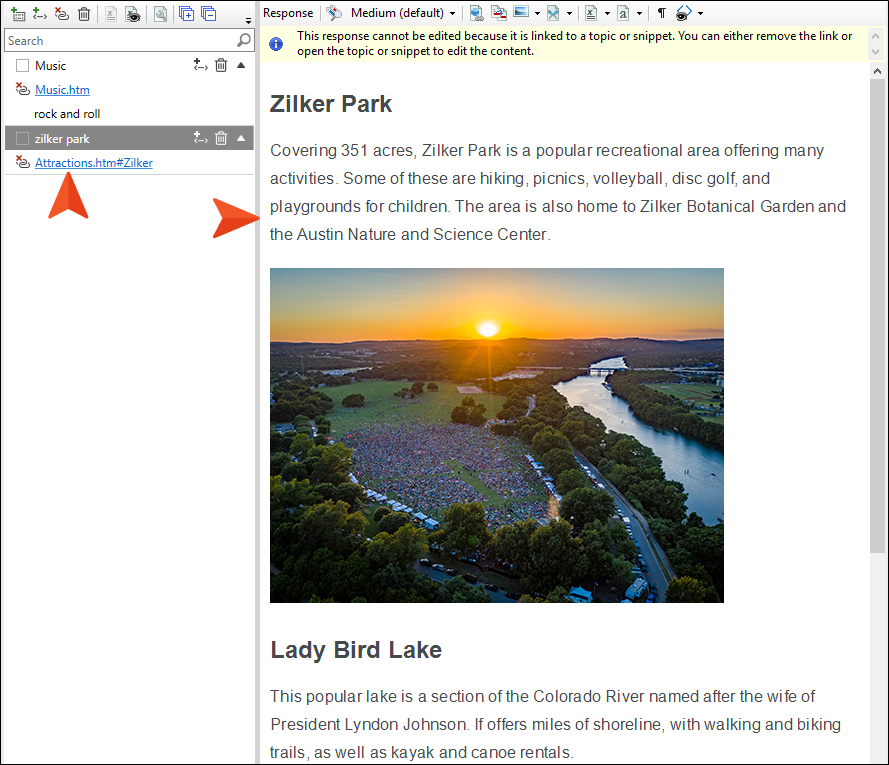 Response
Medium (default)
Search
Music
Music.htm
rock and roll
zilker park
Attractions.htm#Zilker
This response cannot be edited because it is linked to a topic or snippet. You can either remove the link or
open the topic or snippet to edit the content.
Zilker Park
Covering 351 acres, Zilker Park is a popular recreational area offering many
activities. Some of these are hiking, picnics, volleyball, disc golf, and
playgrounds for children. The area is also home to Zilker Botanical Garden and
the Austin Nature and Science Center.
Lady Bird Lake
This popular lake is a section of the Colorado River named after the wife of
President Lyndon Johnson. If offers miles of shoreline, with walking and biking
trails, as well as kayak and canoe rentals.